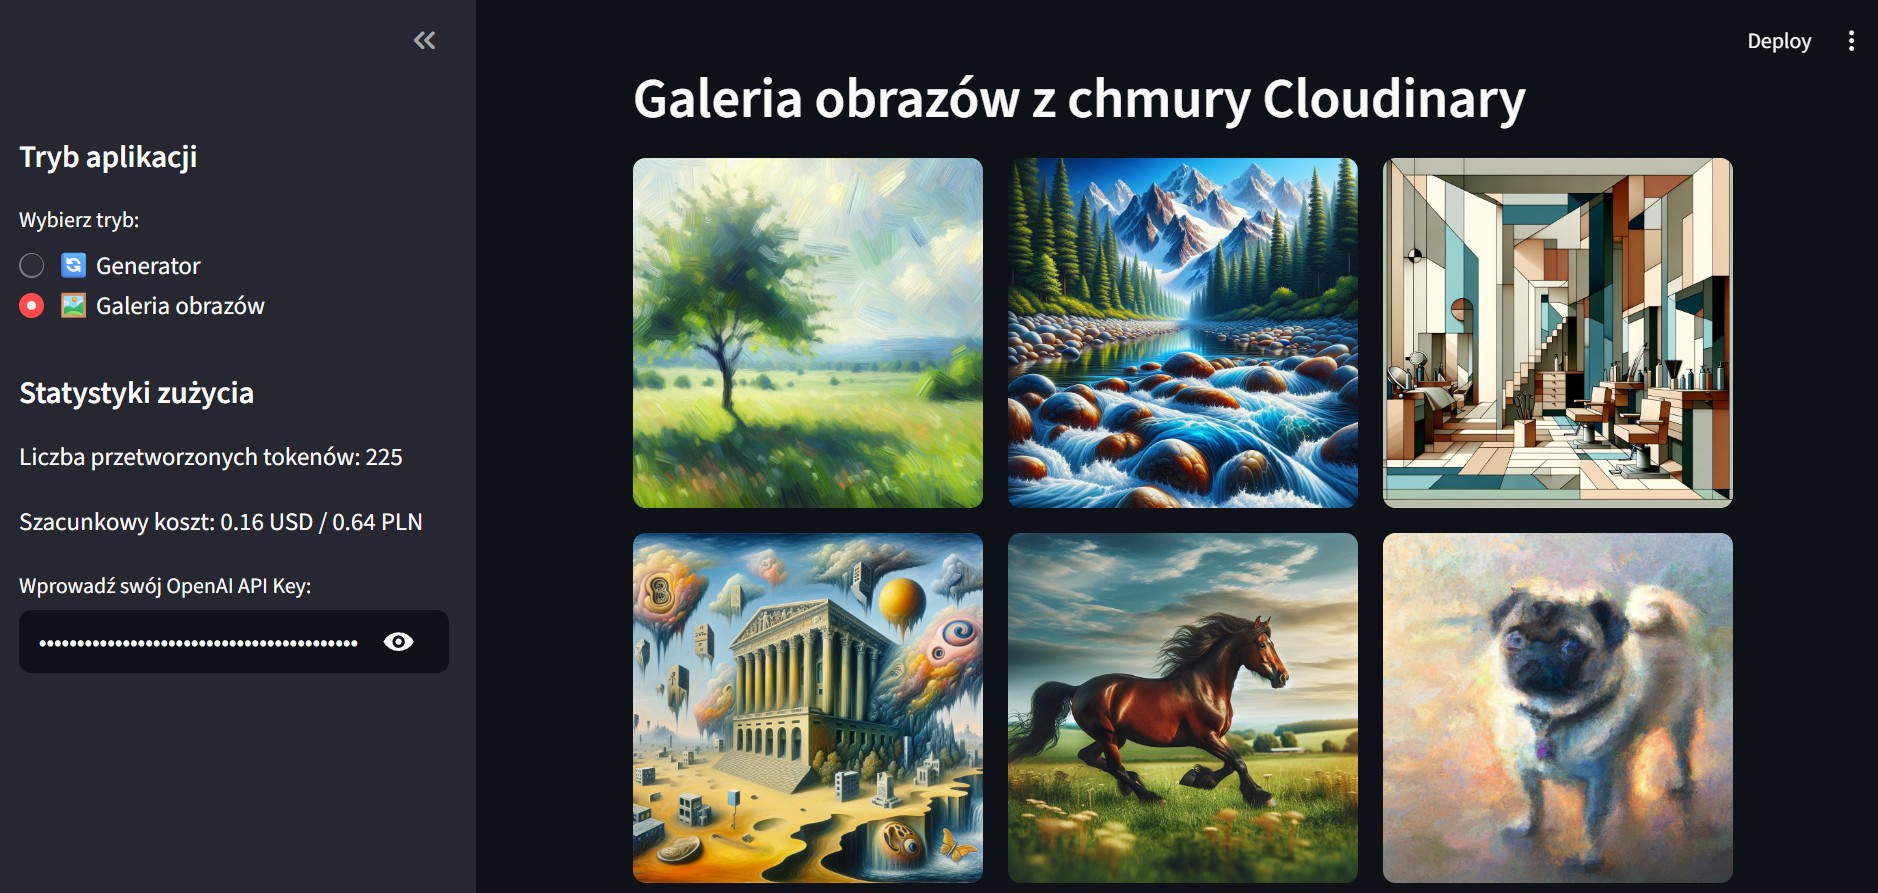 Deploy
Tryb aplikacji
Wybierz tryb:
Generator
Galeria obrazów
Statystyki zużycia
Liczba przetworzonych tokenów: 225
Szacunkowy koszt: 0.16 USD / 0.64 PLN
Wprowadź swój OpenAI API Key:
••••••••••••••••••••••••••••••••••••••••••
Galeria obrazów z chmury Cloudinary